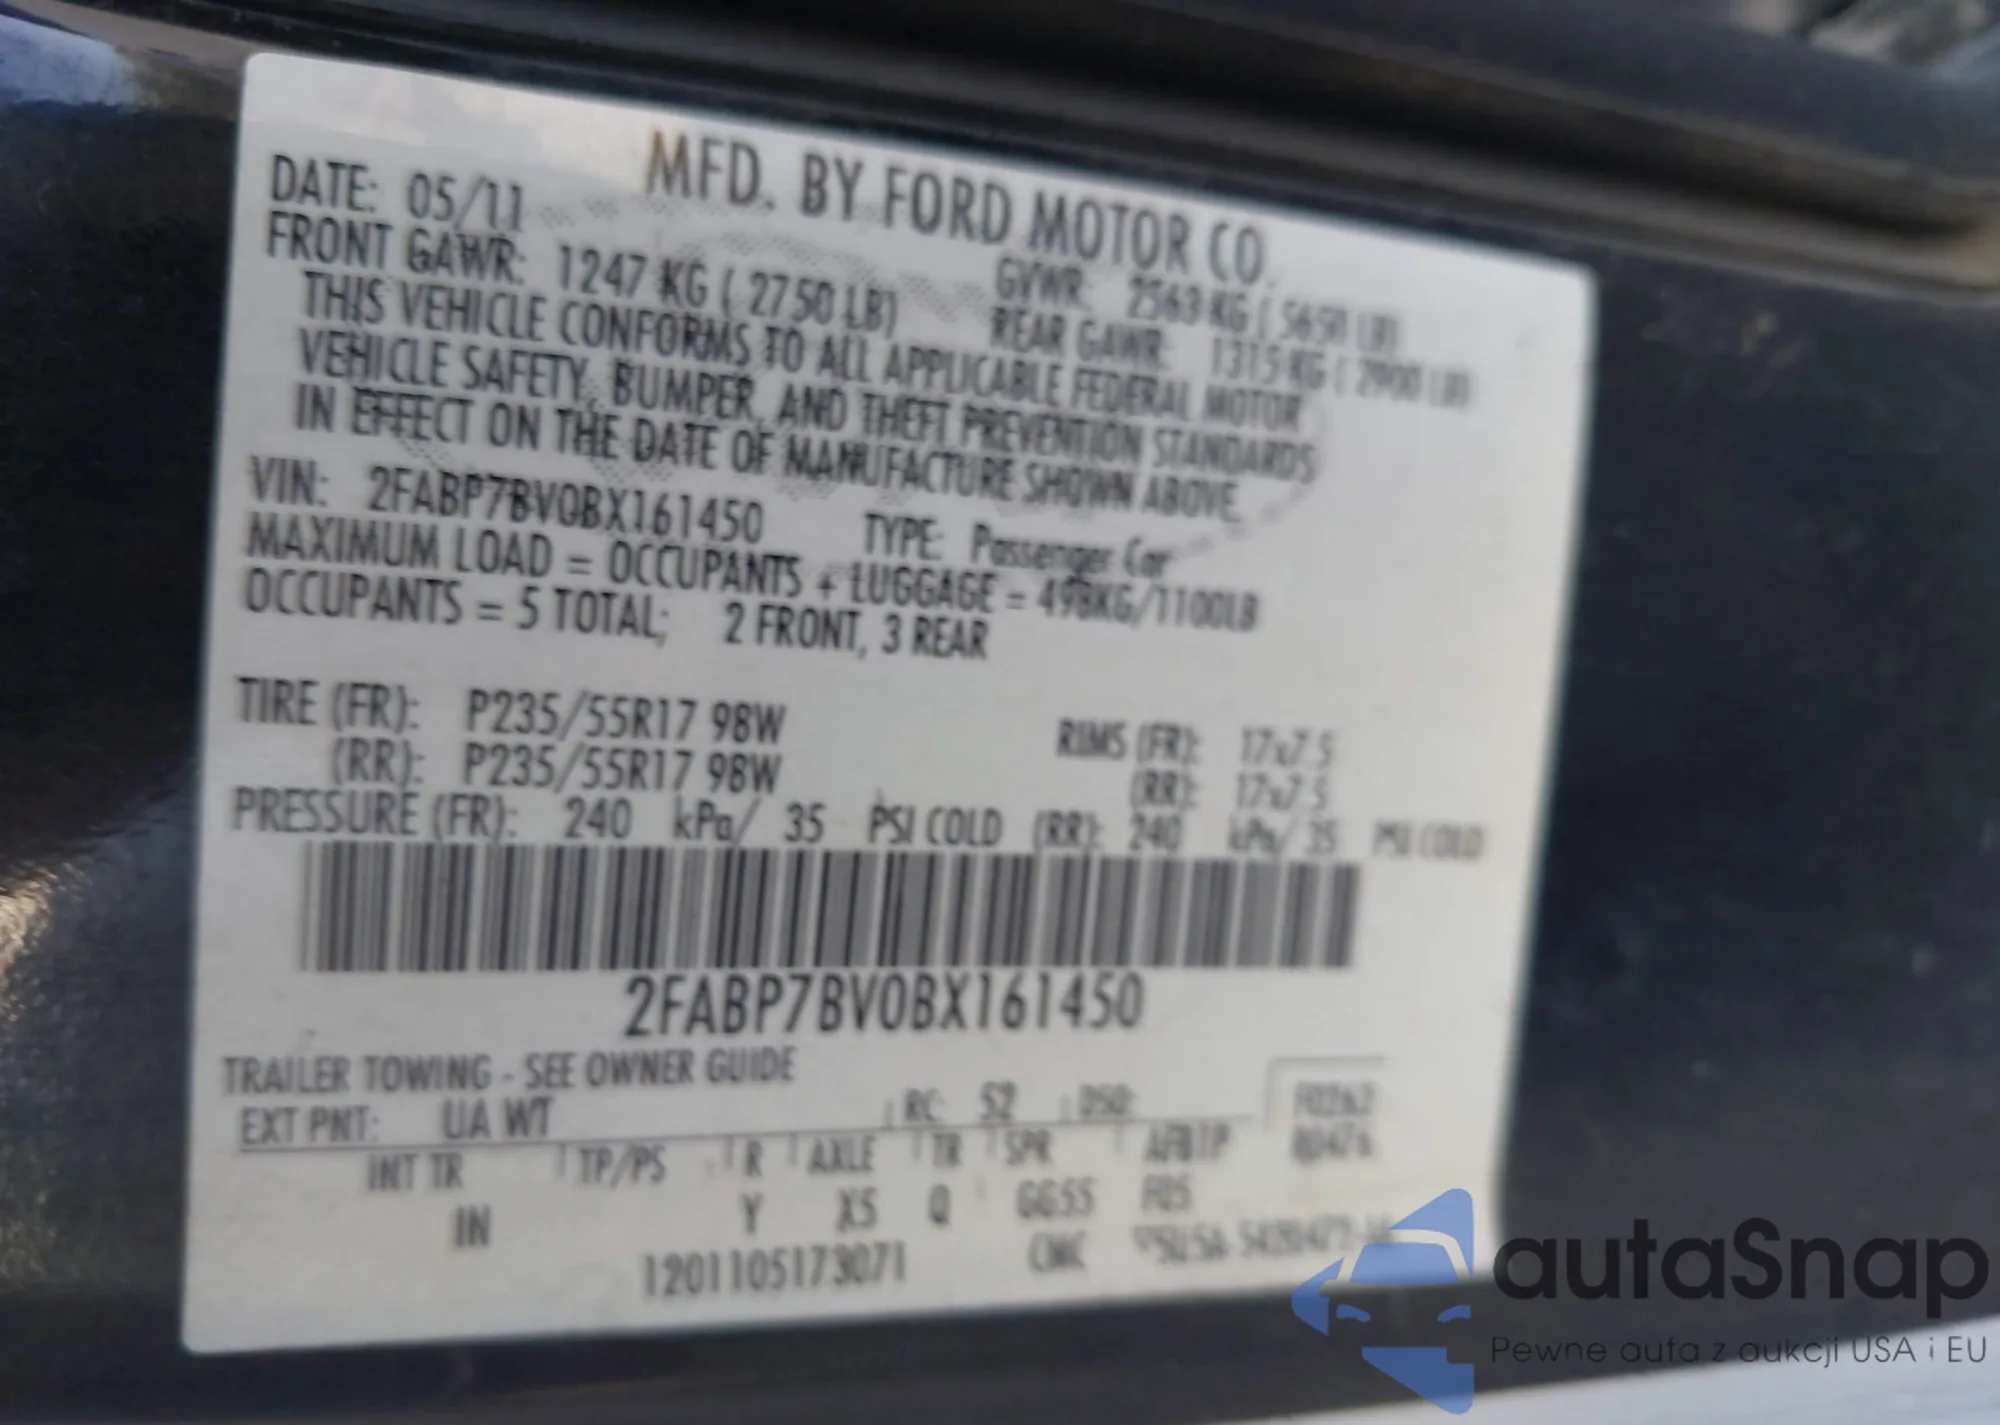 MFD. BY FORD MOTOR CO.
DATE: 05/11
GVWR: 2563 KG ( 5650 LB)
FRONT GAWR: 1247 KG ( 2750 LB)
REAR GAWR: 1315 KG ( 2900 LB)
THIS VEHICLE CONFORMS TO ALL APPLICABLE FEDERAL MOTOR
VEHICLE SAFETY, BUMPER, AND THEFT PREVENTION STANDARDS
IN EFFECT ON THE DATE OF MANUFACTURE SHOWN ABOVE.
VIN: 2FABP7BV0BX161450 TYPE: Passenger Car
MAXIMUM LOAD = OCCUPANTS + LUGGAGE = 498KG/1100LB
OCCUPANTS = 5 TOTAL; 2 FRONT, 3 REAR
TIRE (FR): P235/55R17 98W RIMS (FR): 17x7.5
(RR): P235/55R17 98W (RR): 17x7.5
PRESSURE (FR): 240 kPa/ 35 PSI COLD (RR): 240 kPa/ 35 PSI COLD
2FABP7BV0BX161450
TRAILER TOWING - SEE OWNER GUIDE
EXT PNT: UA WT RC: 52 DSO:
INT TR TP/PS R AXLE TR SPR
IN Y X5 Q GG55
1201105173071
autaSnap
Pewne auta z aukcji USA i EU